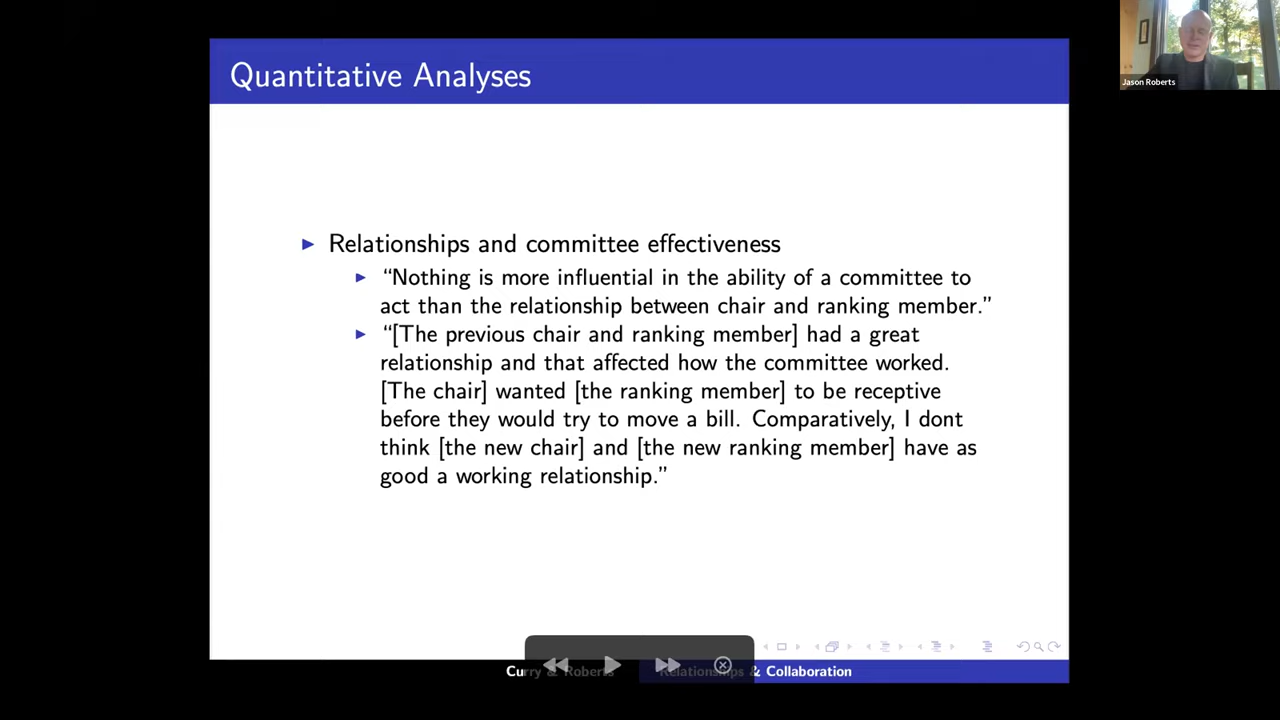 Quantitative Analyses
Jason Roberts
Relationships and committee effectiveness
“Nothing is more influential in the ability of a committee to
act than the relationship between chair and ranking member.”
“[The previous chair and ranking member] had a great
relationship and that affected how the committee worked.
[The chair] wanted [the ranking member] to be receptive
before they would try to move a bill. Comparatively, I dont
think [the new chair] and [the new ranking member] have as
good a working relationship.”
Curry & Roberts
Relationships & Collaboration